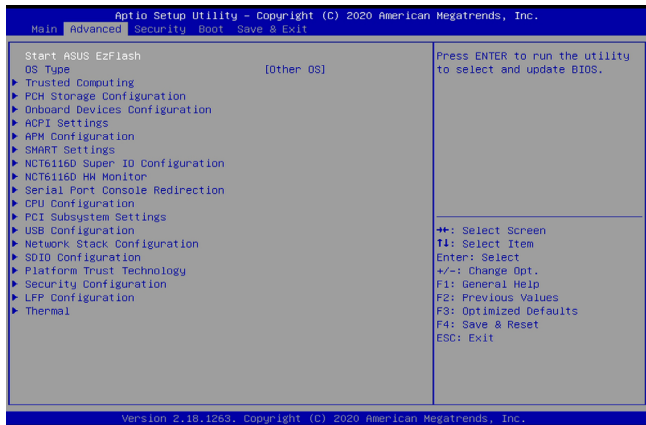 Aptio Setup Utility – Copyright (C) 2020 American Megatrends, Inc.
Main Advanced Security Boot Save & Exit
Start ASUS EzFlash
OS Type [Other OS]
Trusted Computing
PCH Storage Configuration
Onboard Devices Configuration
ACPI Settings
APM Configuration
SMART Settings
NCT6116D Super IO Configuration
NCT6116D HW Monitor
Serial Port Console Redirection
CPU Configuration
PCI Subsystem Settings
USB Configuration
Network Stack Configuration
SDIO Configuration
Platform Trust Technology
Security Configuration
LFP Configuration
Thermal
Press ENTER to run the utility
to select and update BIOS.
→←: Select Screen
↑↓: Select Item
Enter: Select
+/-: Change Opt.
F1: General Help
F2: Previous Values
F3: Optimized Defaults
F4: Save & Reset
ESC: Exit
Version 2.18.1263. Copyright (C) 2020 American Megatrends, Inc.